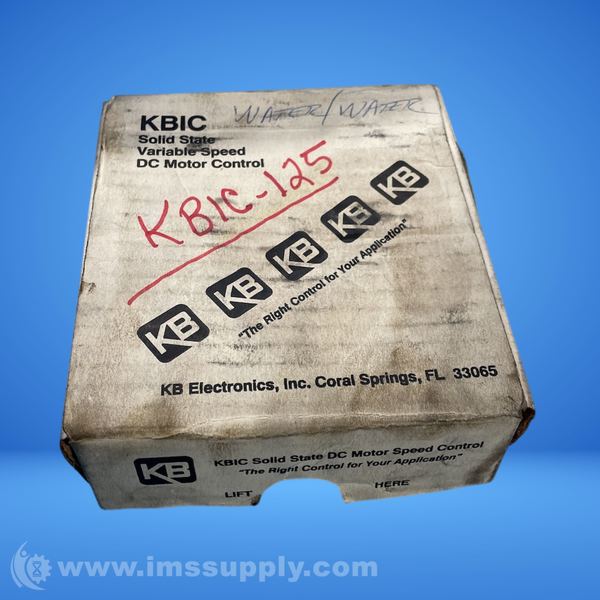 WATER/WATER
KBIC
Solid State
Variable Speed
DC Motor Control
KBIC-125
KB KB KB KB KB
"The Right Control for Your Application"
KB Electronics, Inc. Coral Springs, FL 33065
KB
KBIC Solid State DC Motor Speed Control
"The Right Control for Your Application"
LIFT HERE
www.imssupply.com